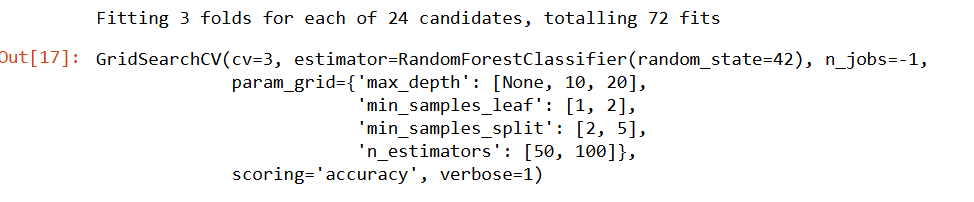 Fitting 3 folds for each of 24 candidates, totalling 72 fits
Out[17]: GridSearchCV(cv=3, estimator=RandomForestClassifier(random_state=42), n_jobs=-1,
param_grid={'max_depth': [None, 10, 20],
'min_samples_leaf': [1, 2],
'min_samples_split': [2, 5],
'n_estimators': [50, 100]},
scoring='accuracy', verbose=1)